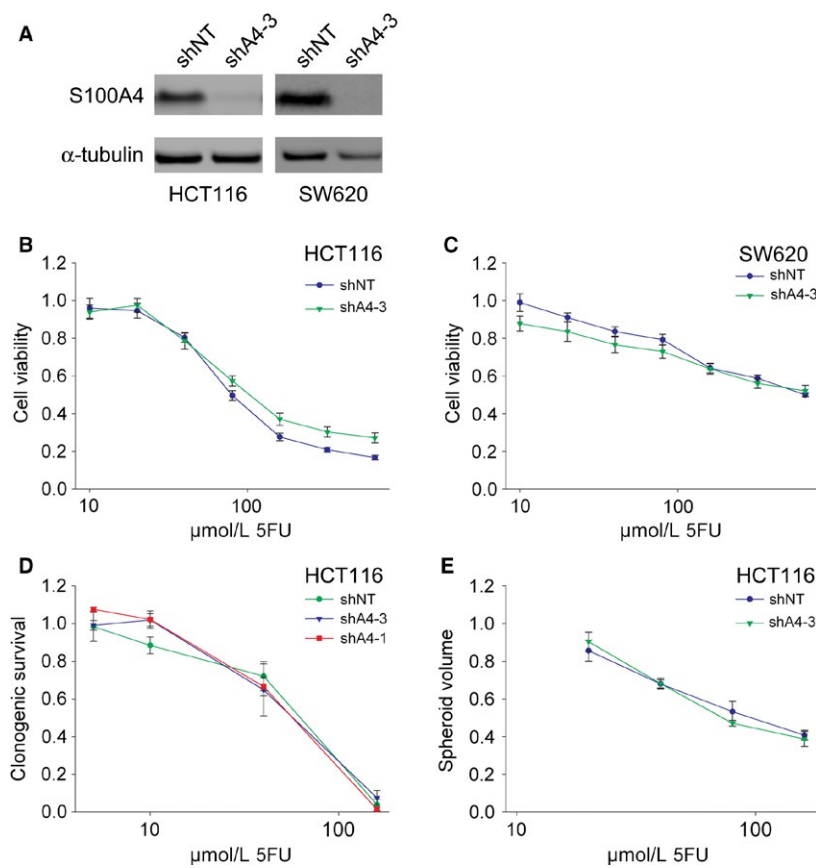 A
shNT shA4-3 shNT shA4-3
S100A4
α-tubulin
HCT116 SW620
B
HCT116
shNT
shA4-3
1.2
1.0
0.8
0.6
0.4
0.2
0.0
Cell viability
10 100
µmol/L 5FU
C
SW620
shNT
shA4-3
1.2
1.0
0.8
0.6
0.4
0.2
0.0
Cell viability
10 100
µmol/L 5FU
D
HCT116
shNT
shA4-3
shA4-1
1.2
1.0
0.8
0.6
0.4
0.2
0.0
Clonogenic survival
10 100
µmol/L 5FU
E
HCT116
shNT
shA4-3
1.2
1.0
0.8
0.6
0.4
0.2
0.0
Spheroid volume
10 100
µmol/L 5FU